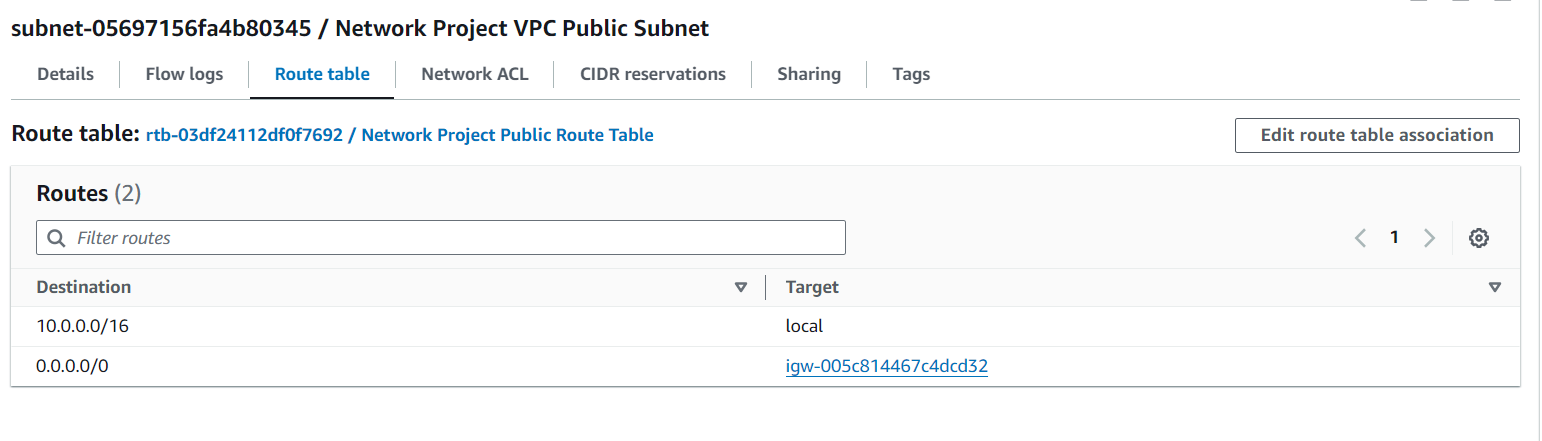 subnet-05697156fa4b80345 / Network Project VPC Public Subnet
Details Flow logs Route table Network ACL CIDR reservations Sharing Tags
Route table: rtb-03df24112df0f7692 / Network Project Public Route Table Edit route table association
Routes (2)
Filter routes 1
Destination Target
10.0.0.0/16 local
0.0.0.0/0 igw-005c814467c4dcd32